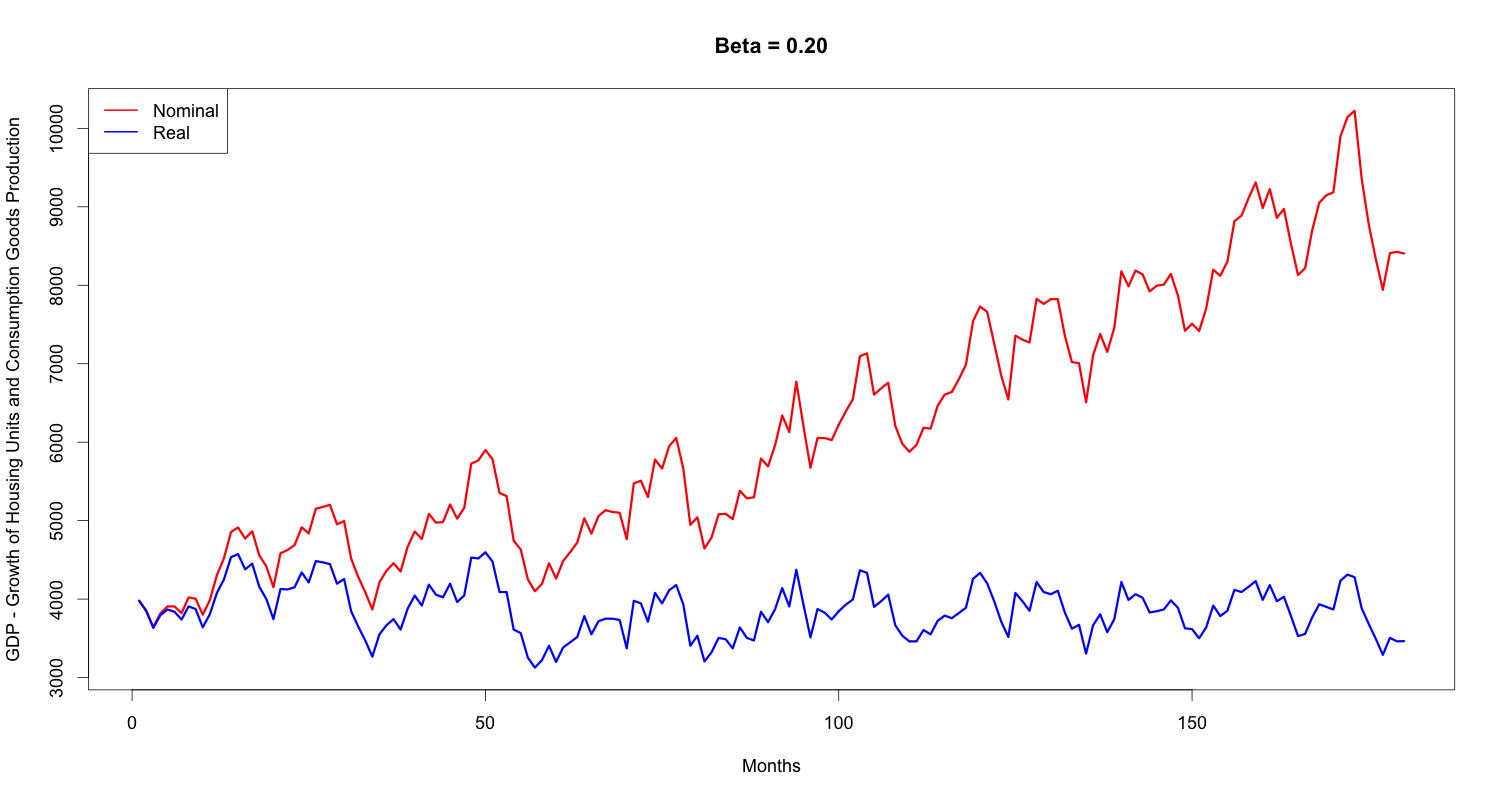 Beta = 0.20
Nominal
Real
GDP - Growth of Housing Units and Consumption Goods Production
10000
9000
8000
7000
6000
5000
4000
3000
0 50 100 150
Months